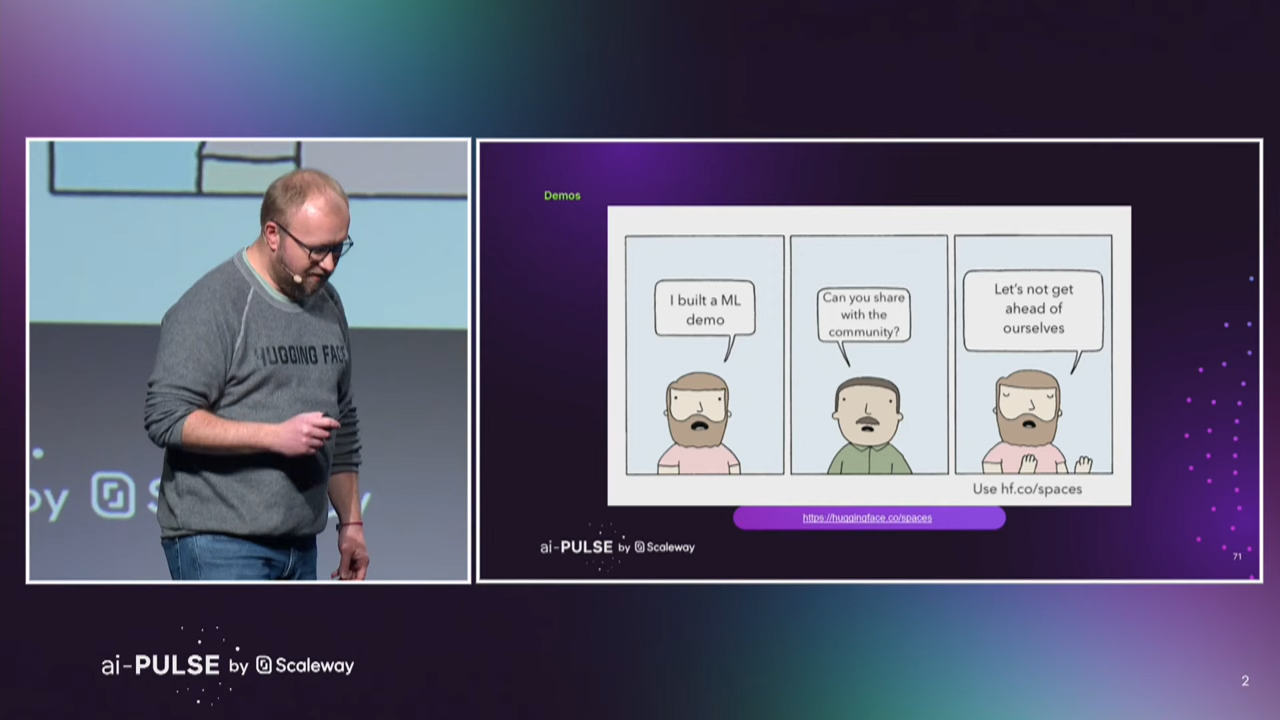 HUGGING FACE
by
Demos
I built a ML
demo
Can you share
with the
community?
Let's not get
ahead of
ourselves
Use hf.co/spaces
https://huggingface.co/spaces
ai-PULSE by Scaleway
71
ai-PULSE by Scaleway
2